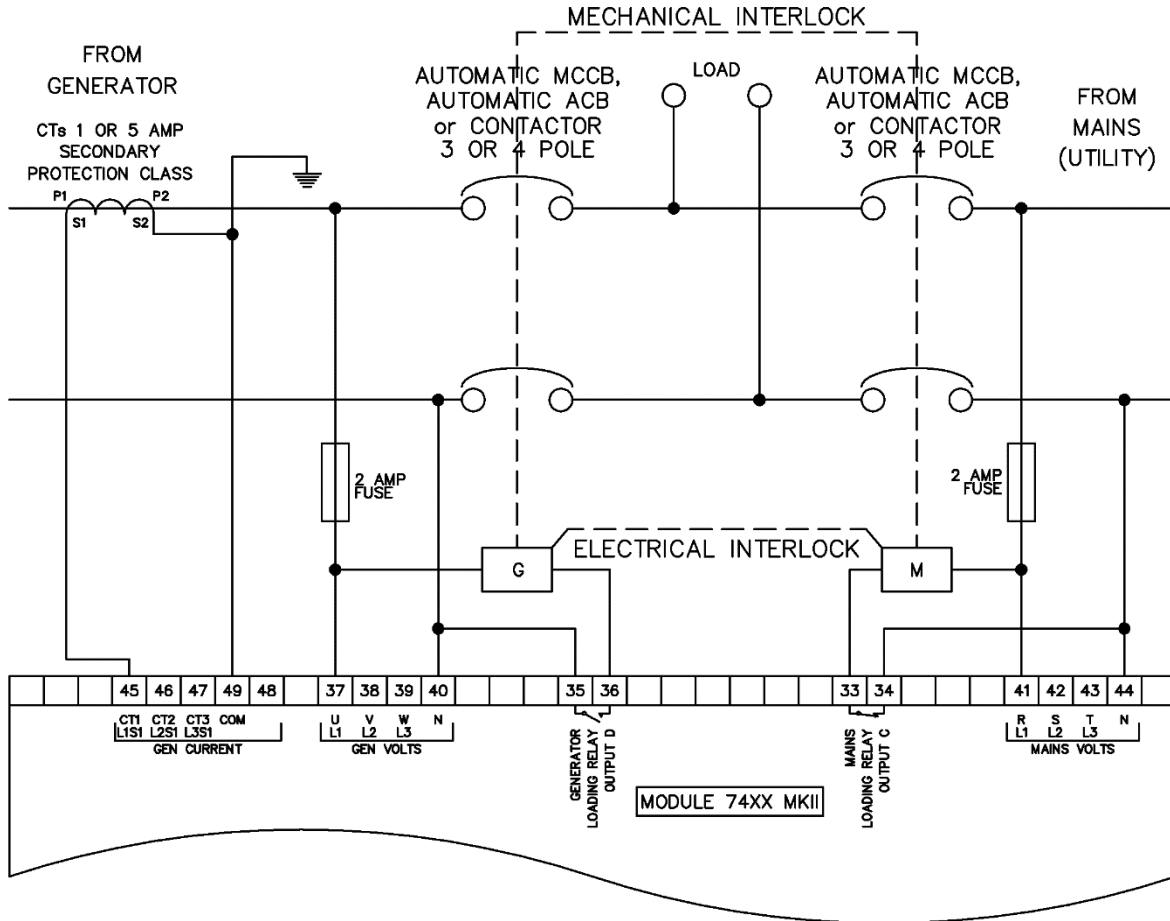 MECHANICAL INTERLOCK
FROM
GENERATOR
CTs 1 OR 5 AMP
SECONDARY
PROTECTION CLASS
P1
P2
S1
S2
AUTOMATIC MCCB,
AUTOMATIC ACB
or CONTACTOR
3 OR 4 POLE
LOAD
AUTOMATIC MCCB,
AUTOMATIC ACB
or CONTACTOR
3 OR 4 POLE
FROM
MAINS
(UTILITY)
2 AMP
FUSE
2 AMP
FUSE
ELECTRICAL INTERLOCK
G
M
45 46 47 49 48 37 38 39 40 35 36 33 34 41 42 43 44
CT1 CT2 CT3 COM
L1S1 L2S1 L3S1
GEN CURRENT
U V W N
L1 L2 L3
GEN VOLTS
GENERATOR
LOADING RELAY
OUTPUT D
MAINS
LOADING RELAY
OUTPUT C
R S T N
L1 L2 L3
MAINS VOLTS
MODULE 74XX MKII